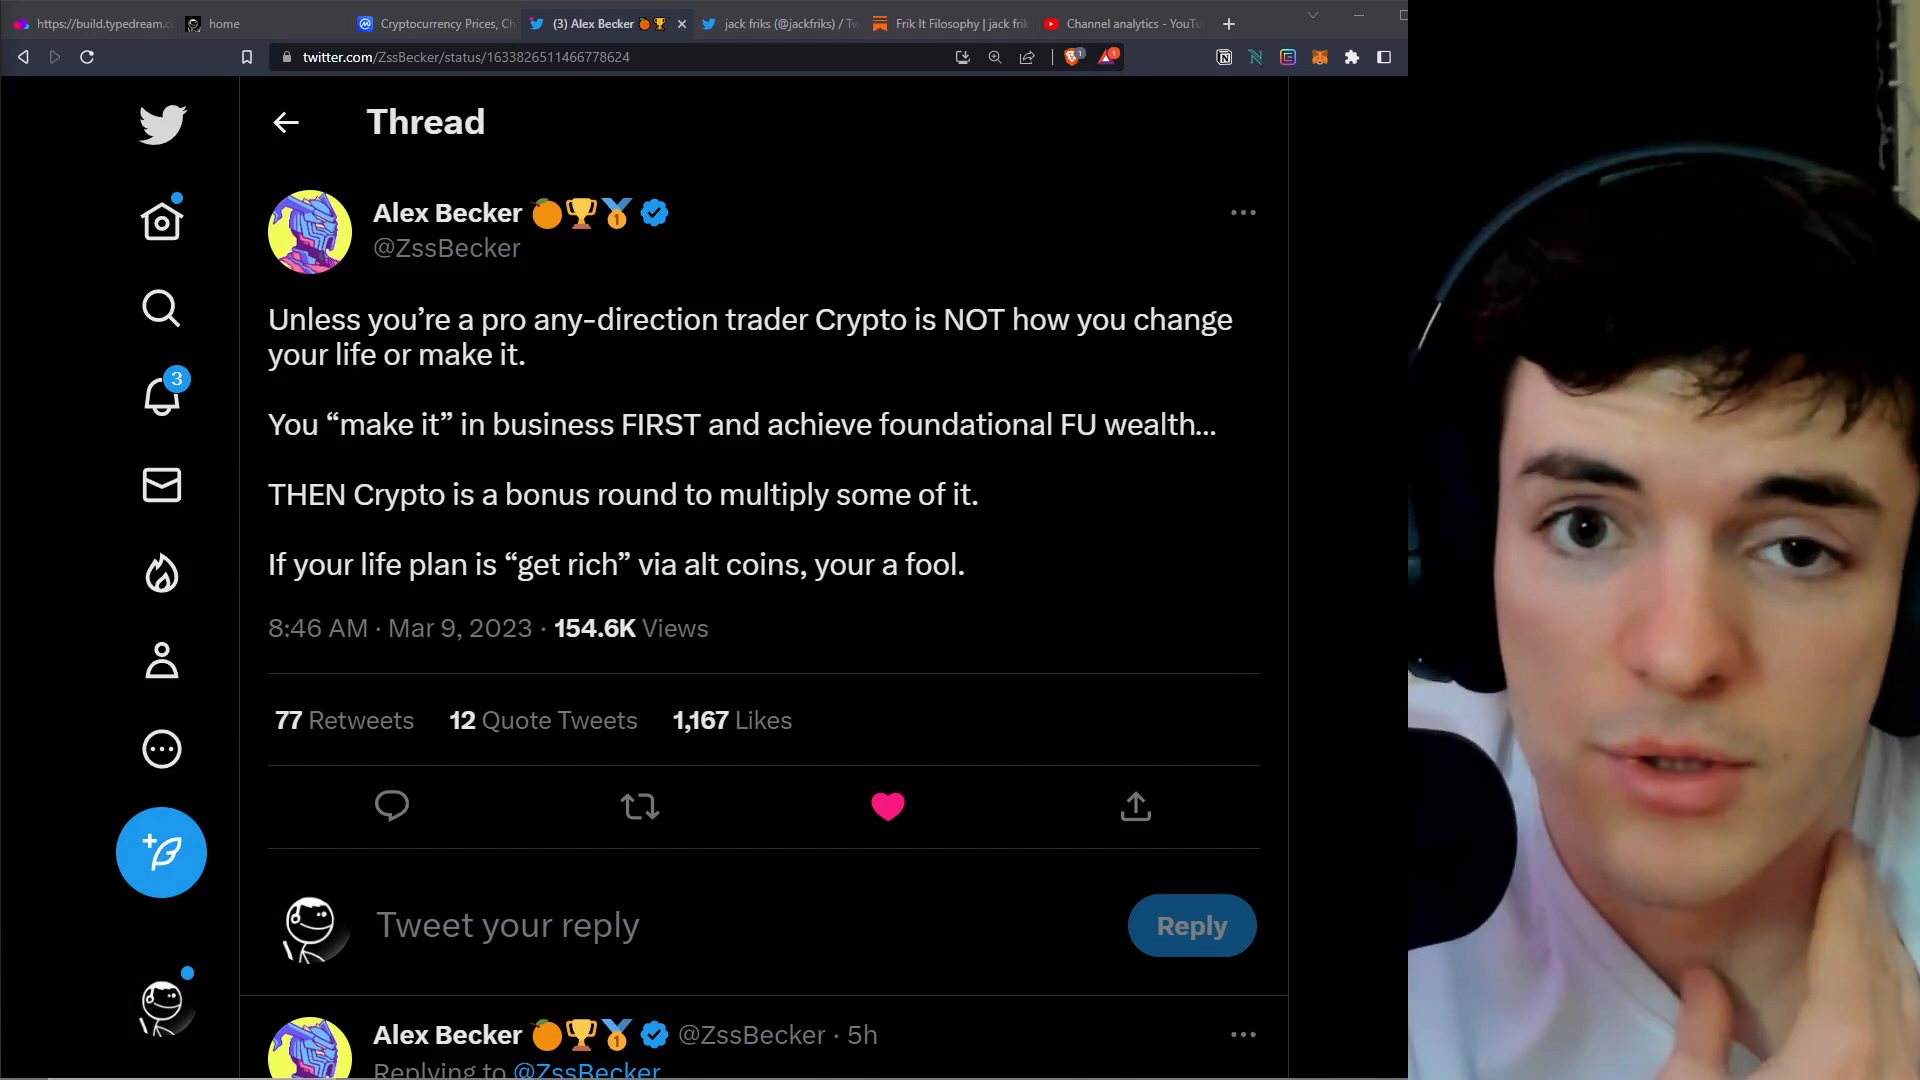 https://build.typedream.c
home
Cryptocurrency Prices, Ch
(3) Alex Becker 🍊🏆
jack friks (@jackfriks) / Tw
Frik It Filosophy | jack frik
Channel analytics - YouTu
twitter.com/ZssBecker/status/1633826511466778624
1
1
Thread
Alex Becker 🍊🏆🥇
@ZssBecker
Unless you’re a pro any-direction trader Crypto is NOT how you change
your life or make it.
You “make it” in business FIRST and achieve foundational FU wealth...
THEN Crypto is a bonus round to multiply some of it.
If your life plan is “get rich” via alt coins, your a fool.
8:46 AM · Mar 9, 2023 · 154.6K Views
3
77 Retweets 12 Quote Tweets 1,167 Likes
Tweet your reply
Reply
Alex Becker 🍊🏆🥇 @ZssBecker · 5h
Replying to @ZssBecker